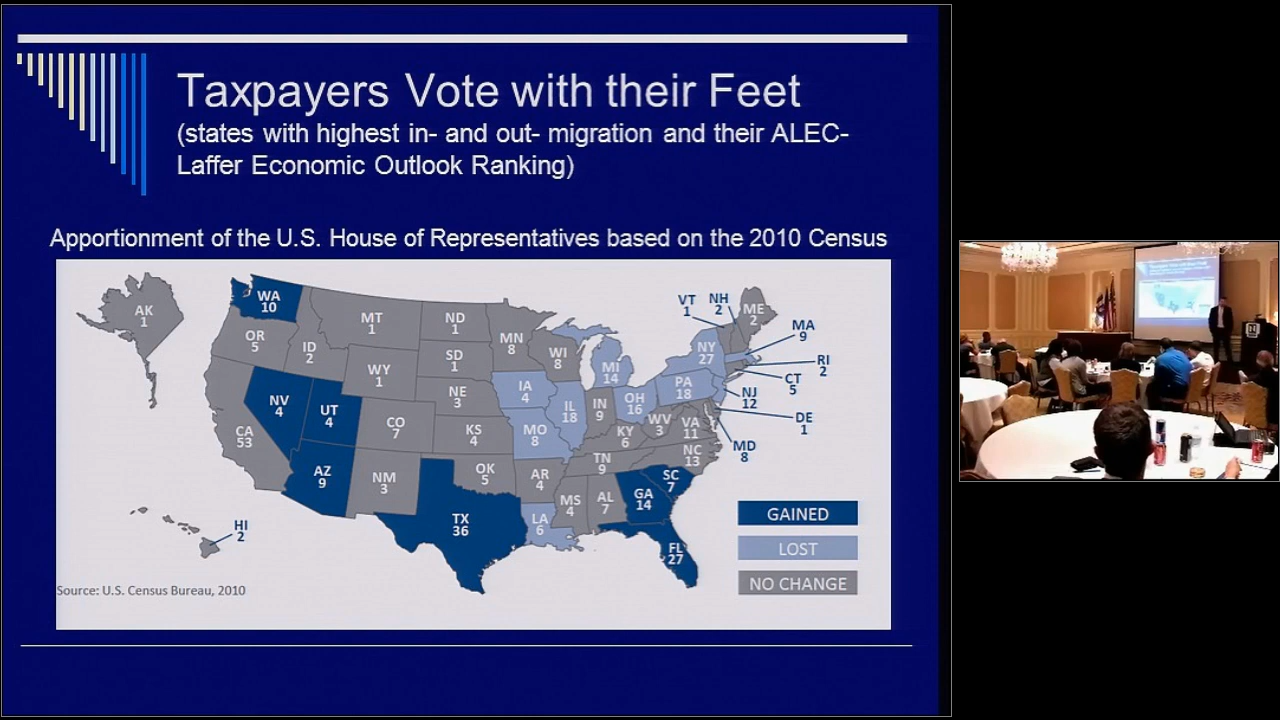 Taxpayers Vote with their Feet
(states with highest in- and out- migration and their ALEC-
Laffer Economic Outlook Ranking)
Apportionment of the U.S. House of Representatives based on the 2010 Census
AK
1
WA
10
OR
5
ID
2
MT
1
ND
1
SD
1
WY
1
NE
3
MN
8
WI
8
MI
14
VT
1
NH
2
ME
2
MA
9
RI
2
CT
5
NY
27
PA
18
NJ
12
DE
1
MD
8
NV
4
UT
4
CA
53
CO
7
KS
4
IA
4
MO
8
IL
18
IN
9
OH
16
WV
3
VA
11
KY
6
NC
13
TN
9
AZ
9
NM
3
OK
5
AR
4
MS
4
AL
7
GA
14
SC
7
TX
36
LA
6
FL
27
HI
2
GAINED
LOST
NO CHANGE
Source: U.S. Census Bureau, 2010